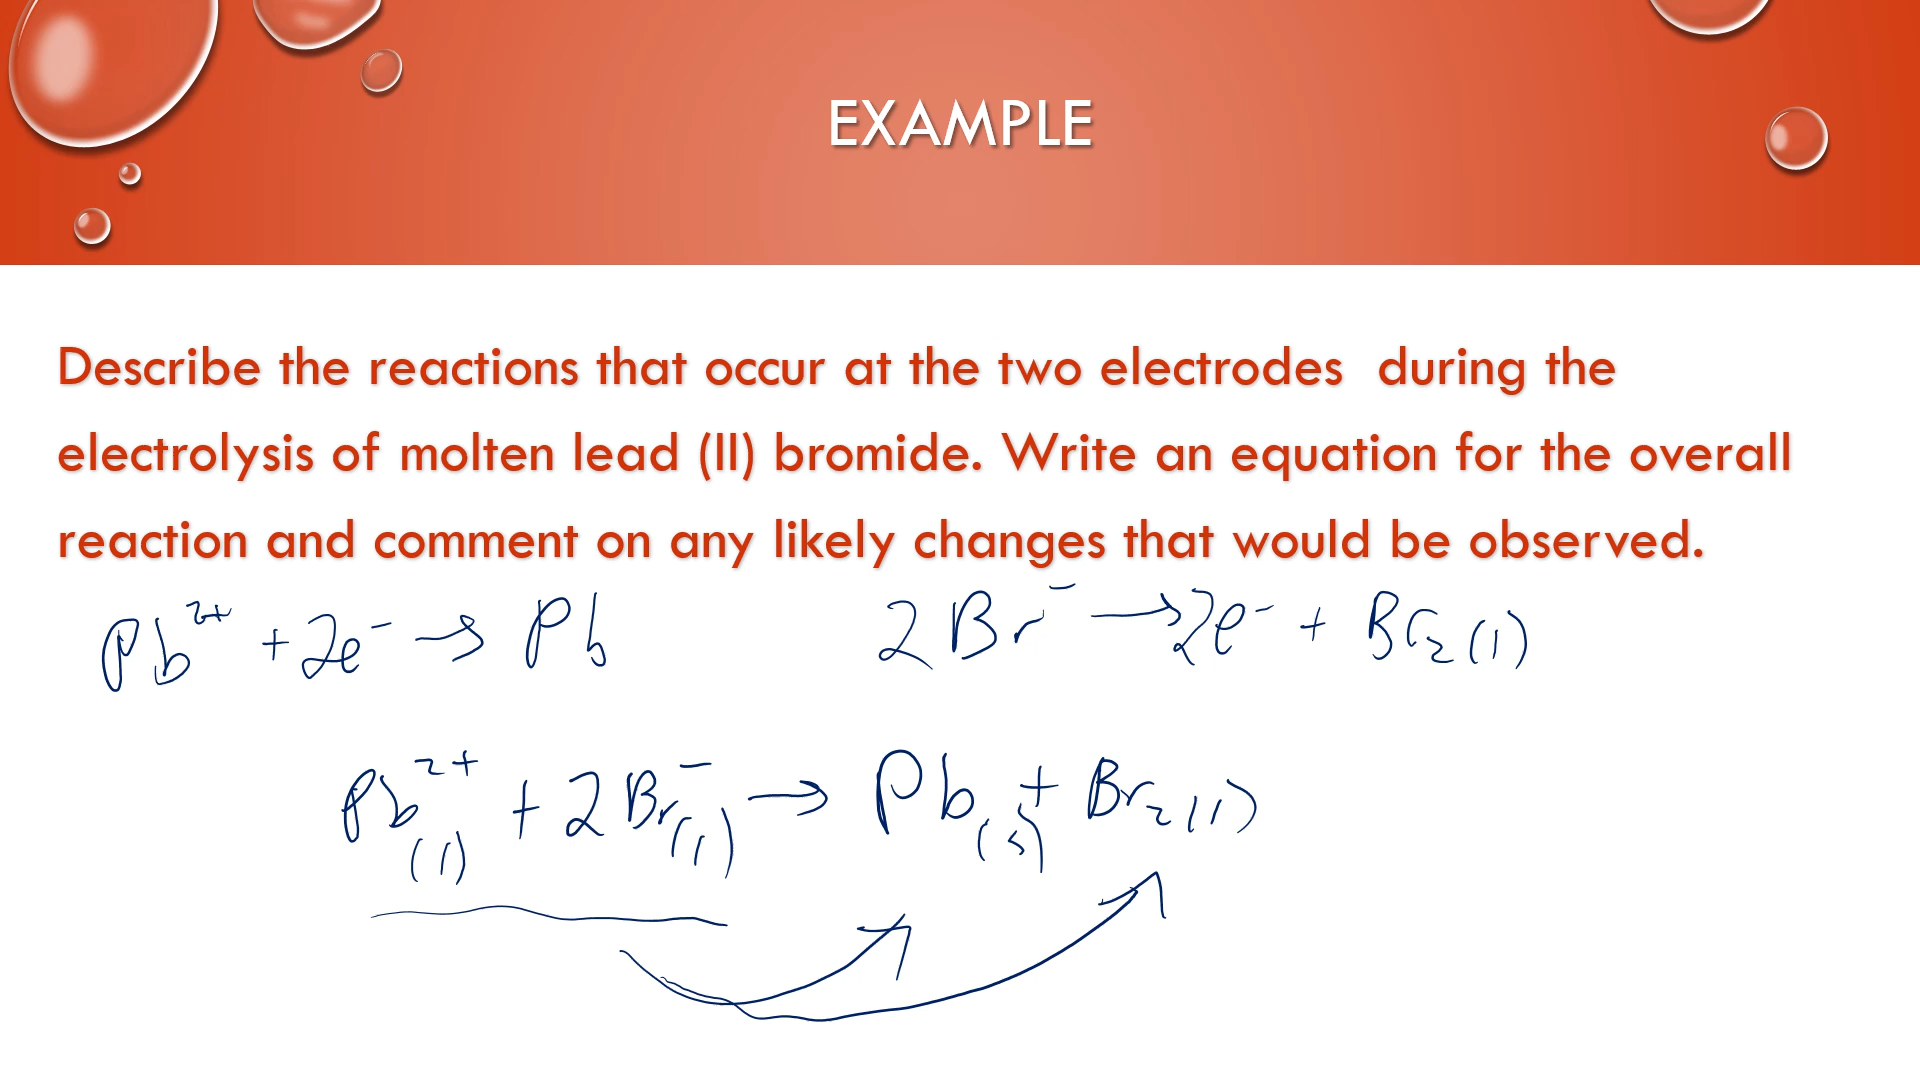 EXAMPLE
Describe the reactions that occur at the two electrodes during the
electrolysis of molten lead (II) bromide. Write an equation for the overall
reaction and comment on any likely changes that would be observed.
Pb²⁺ + 2e⁻ → Pb 2Br⁻ → 2e⁻ + Br₂(l)
Pb²⁺(l) + 2Br⁻(l) → Pb(s) + Br₂(l)